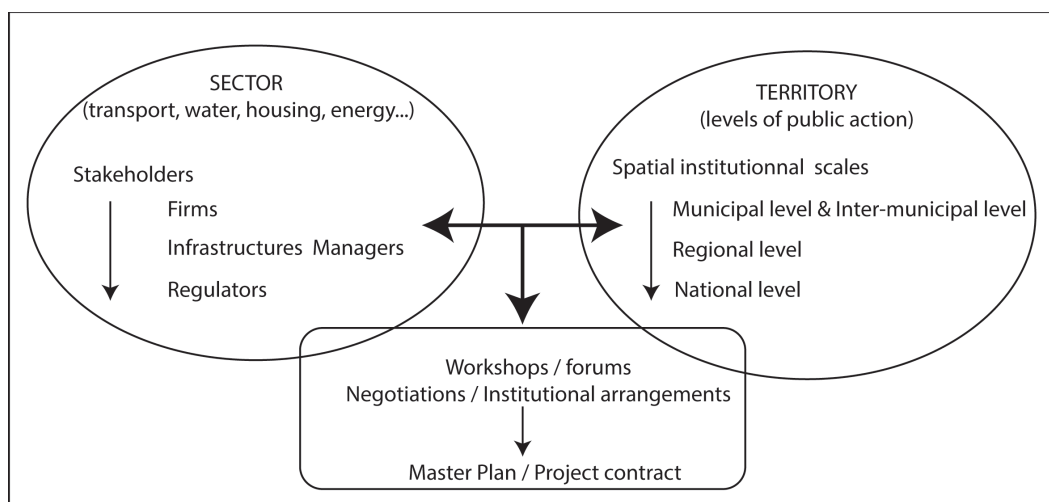 SECTOR
(transport, water, housing, energy...)
Stakeholders
Firms
Infrastructures Managers
Regulators
TERRITORY
(levels of public action)
Spatial institutionnal scales
Municipal level & Inter-municipal level
Regional level
National level
Workshops / forums
Negotiations / Institutional arrangements
Master Plan / Project contract